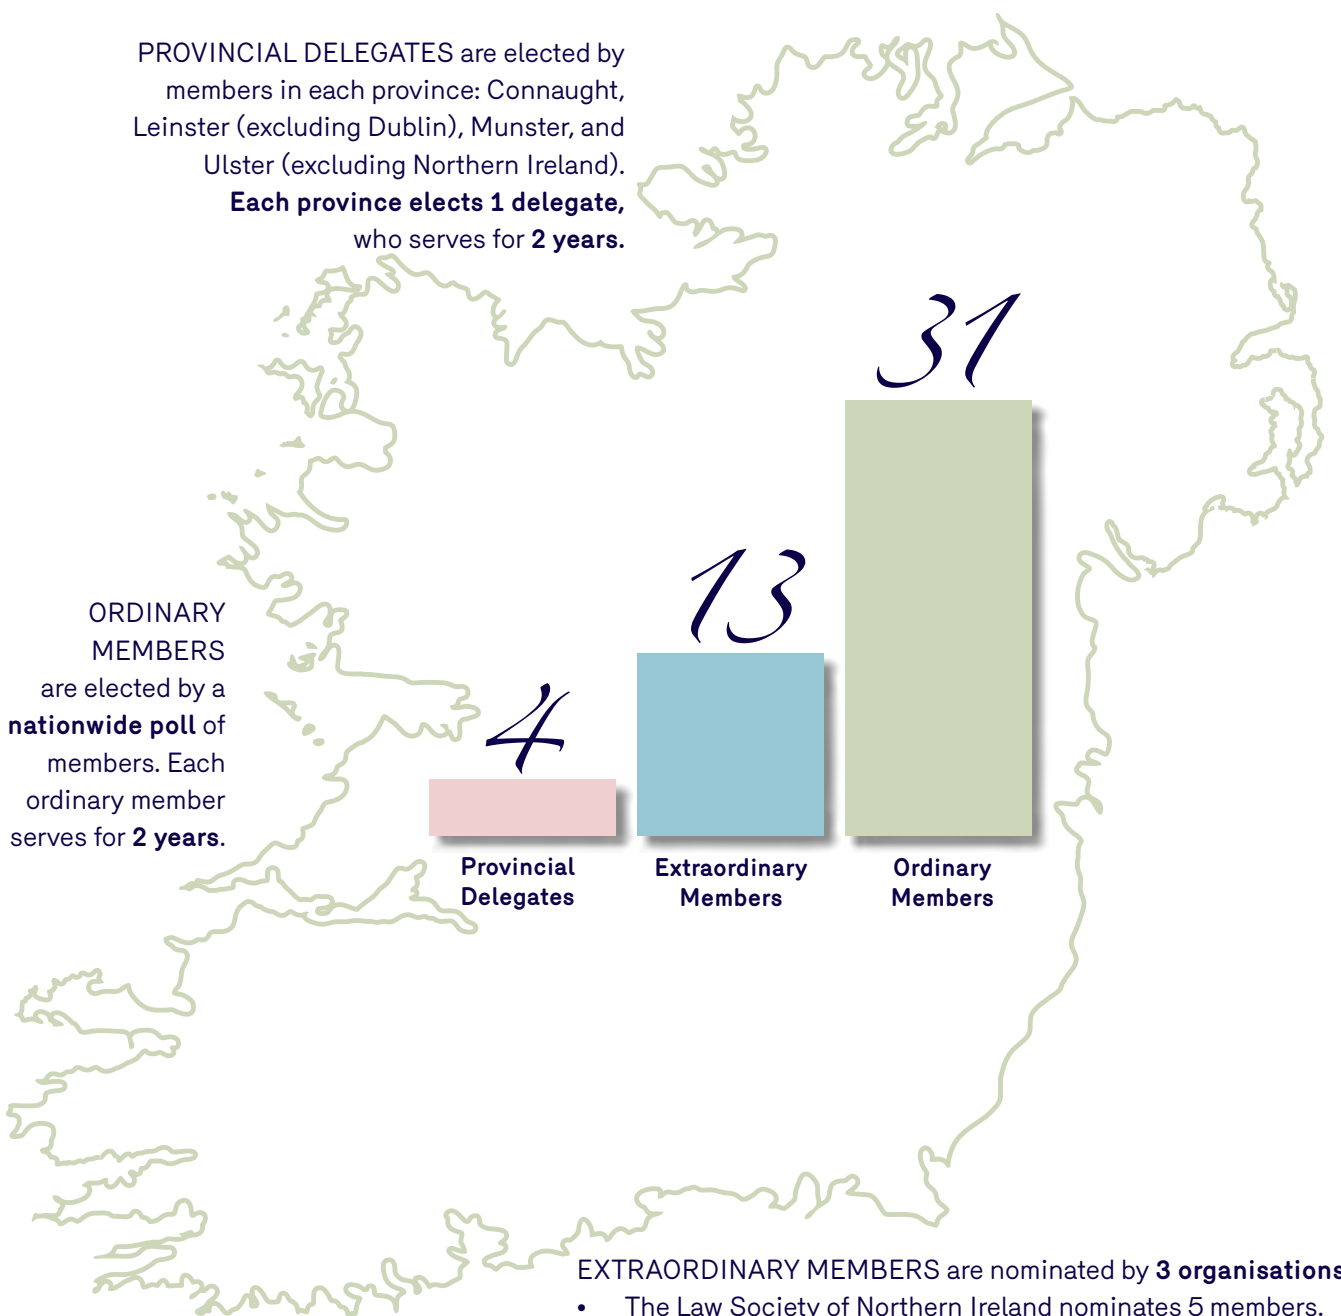 PROVINCIAL DELEGATES are elected by
members in each province: Connaught,
Leinster (excluding Dublin), Munster, and
Ulster (excluding Northern Ireland).
Each province elects 1 delegate,
who serves for 2 years.
31
13
4
ORDINARY
MEMBERS
are elected by a
nationwide poll of
members. Each
ordinary member
serves for 2 years.
Provincial
Delegates
Extraordinary
Members
Ordinary
Members
EXTRAORDINARY MEMBERS are nominated by 3 organisations
• The Law Society of Northern Ireland nominates 5 members.